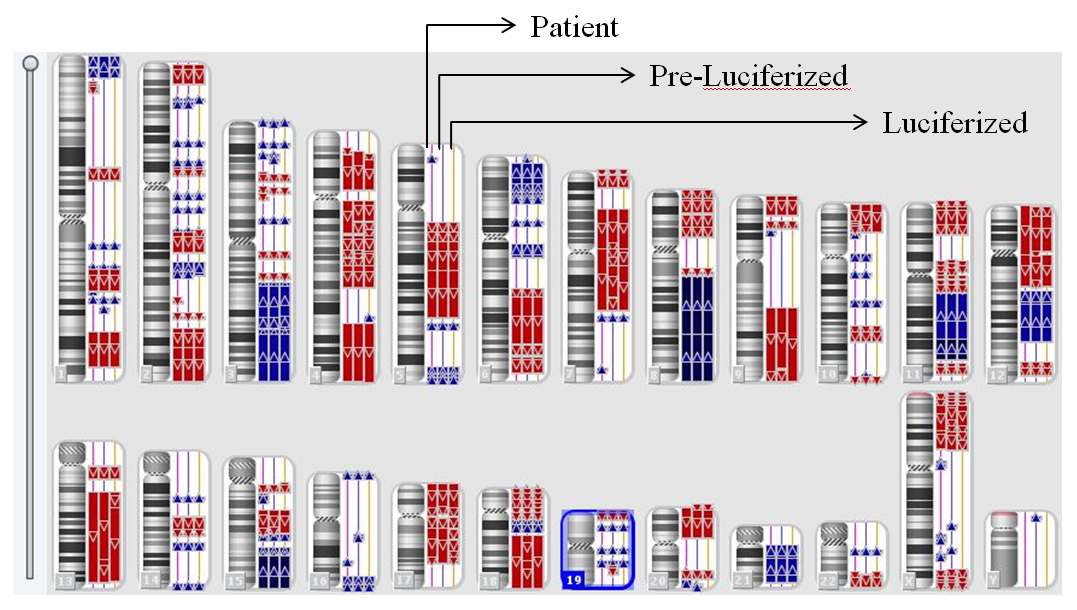 Patient
Pre-Luciferized
Luciferized
1 2 3 4 5 6 7 8 9 10 11 12
13 14 15 16 17 18 19 20 21 22 X Y